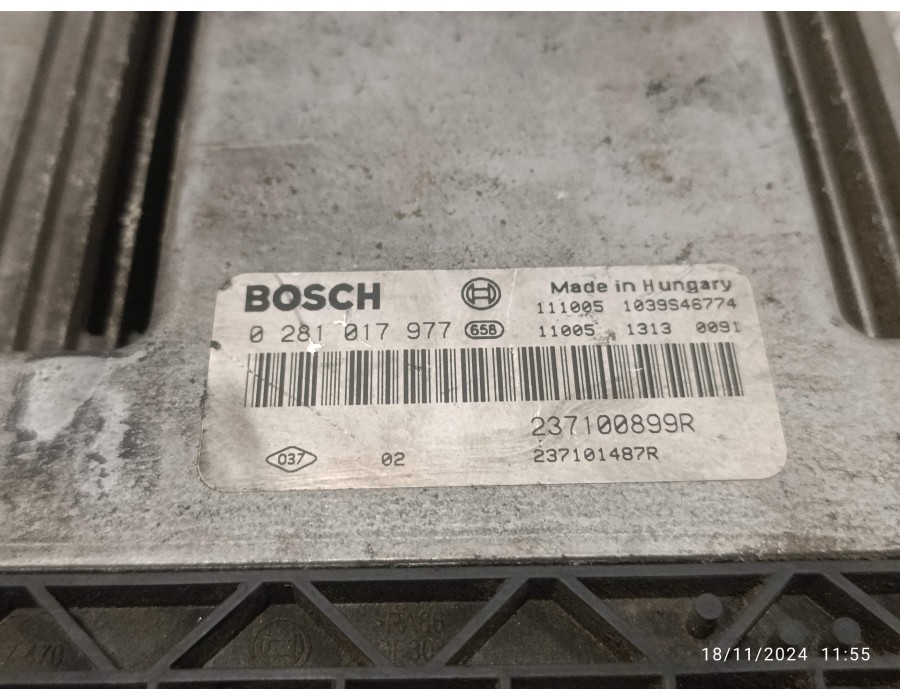 BOSCH
Made in Hungary
111005 1039S46774
0 281 017 977 658
11005 1313 0091
237100899R
037 02
237101487R
18/11/2024 11:55